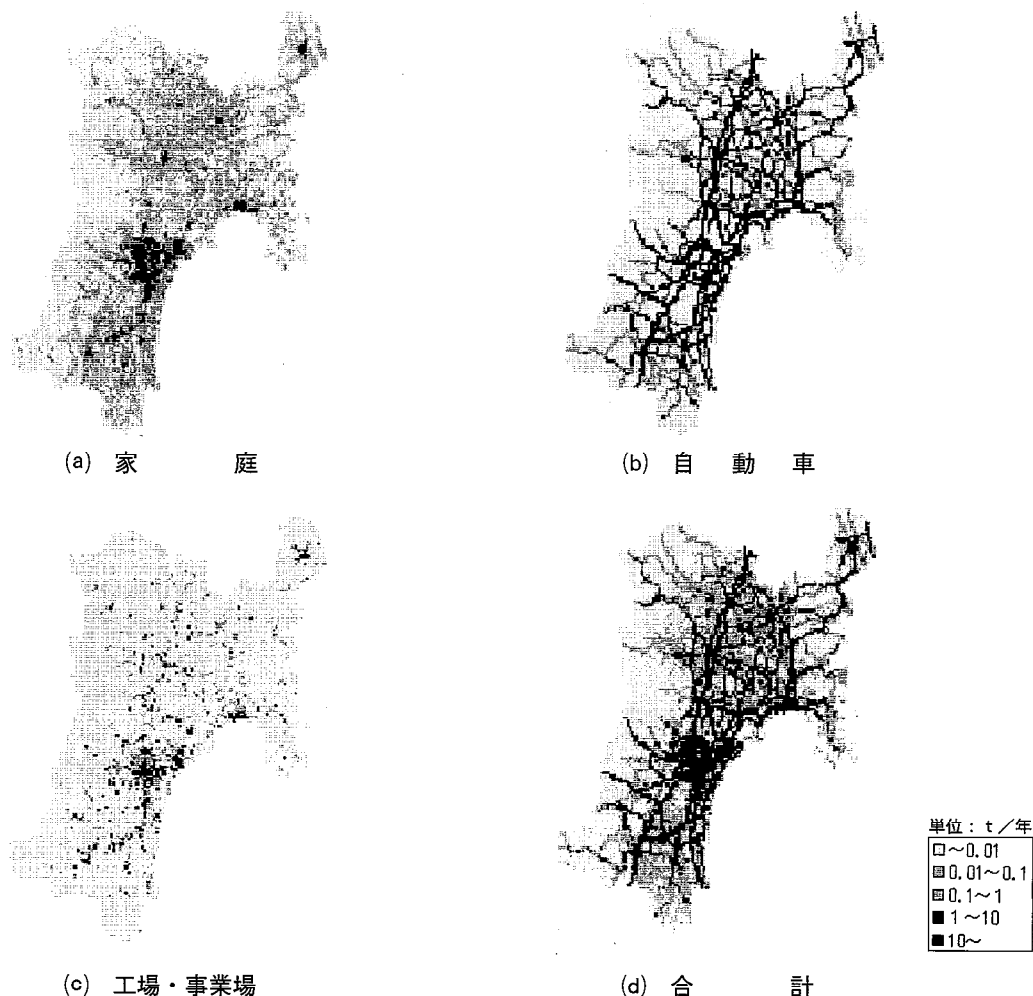 (a) 家 庭
(b) 自 動 車
(c) 工場・事業場
(d) 合 計
単位：t／年
～0.01
0.01～0.1
0.1～1
1～10
10～